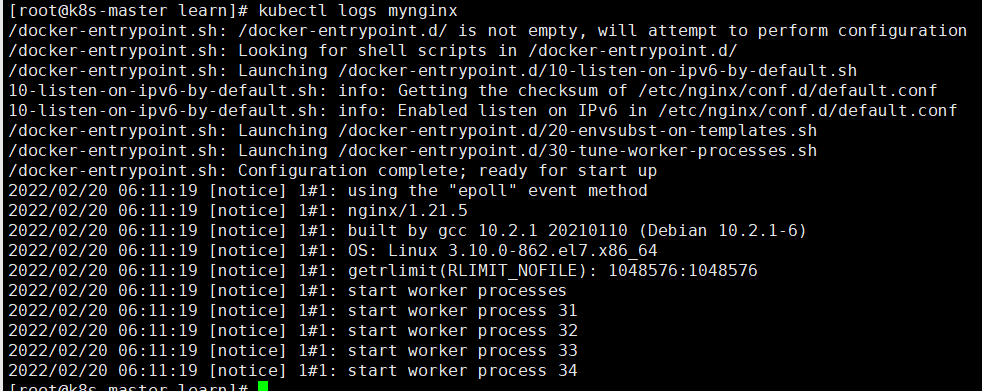 [root@k8s-master learn]# kubectl logs mynginx
/docker-entrypoint.sh: /docker-entrypoint.d/ is not empty, will attempt to perform configuration
/docker-entrypoint.sh: Looking for shell scripts in /docker-entrypoint.d/
/docker-entrypoint.sh: Launching /docker-entrypoint.d/10-listen-on-ipv6-by-default.sh
10-listen-on-ipv6-by-default.sh: info: Getting the checksum of /etc/nginx/conf.d/default.conf
10-listen-on-ipv6-by-default.sh: info: Enabled listen on IPv6 in /etc/nginx/conf.d/default.conf
/docker-entrypoint.sh: Launching /docker-entrypoint.d/20-envsubst-on-templates.sh
/docker-entrypoint.sh: Launching /docker-entrypoint.d/30-tune-worker-processes.sh
/docker-entrypoint.sh: Configuration complete; ready for start up
2022/02/20 06:11:19 [notice] 1#1: using the "epoll" event method
2022/02/20 06:11:19 [notice] 1#1: nginx/1.21.5
2022/02/20 06:11:19 [notice] 1#1: built by gcc 10.2.1 20210110 (Debian 10.2.1-6)
2022/02/20 06:11:19 [notice] 1#1: OS: Linux 3.10.0-862.el7.x86_64
2022/02/20 06:11:19 [notice] 1#1: getrlimit(RLIMIT_NOFILE): 1048576:1048576
2022/02/20 06:11:19 [notice] 1#1: start worker processes
2022/02/20 06:11:19 [notice] 1#1: start worker process 31
2022/02/20 06:11:19 [notice] 1#1: start worker process 32
2022/02/20 06:11:19 [notice] 1#1: start worker process 33
2022/02/20 06:11:19 [notice] 1#1: start worker process 34
[root@k8s-master learn]#